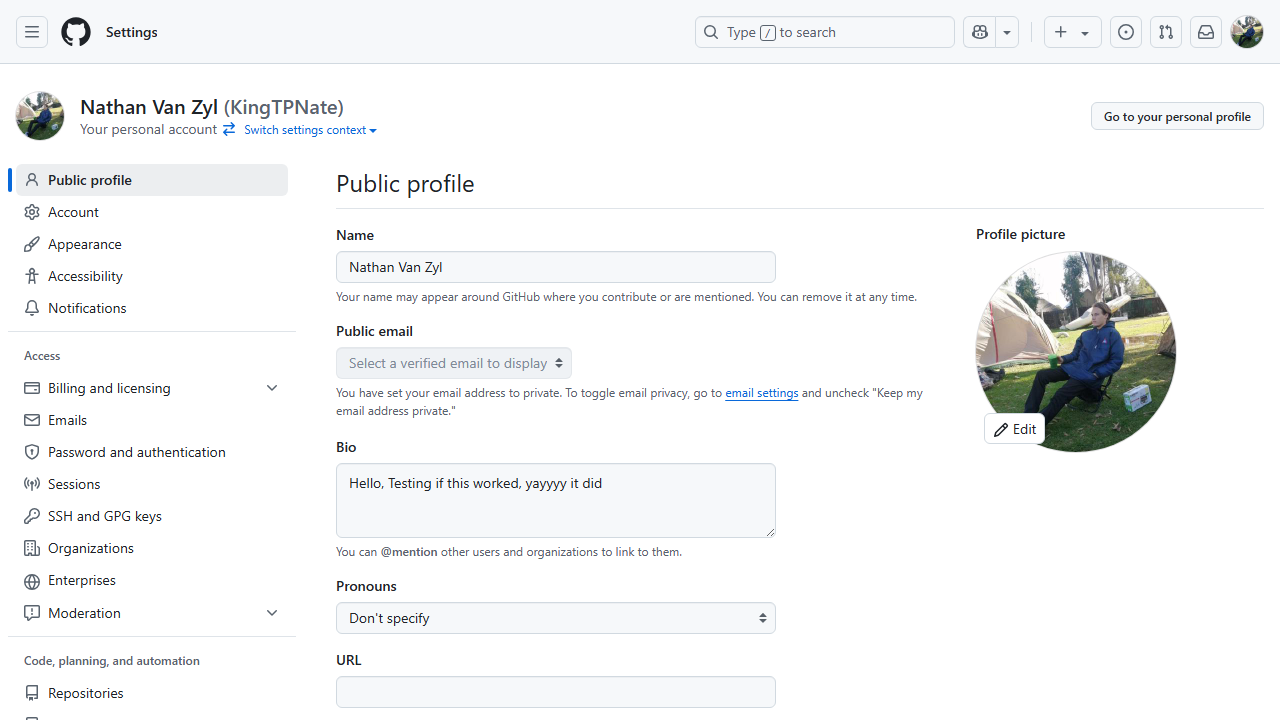 Settings
Type / to search
Nathan Van Zyl (KingTPNate)
Your personal account
Switch settings context
Go to your personal profile
Public profile
Account
Appearance
Accessibility
Notifications
Access
Billing and licensing
Emails
Password and authentication
Sessions
SSH and GPG keys
Organizations
Enterprises
Moderation
Code, planning, and automation
Repositories
Public profile
Name
Nathan Van Zyl
Your name may appear around GitHub where you contribute or are mentioned. You can remove it at any time.
Public email
Select a verified email to display
You have set your email address to private. To toggle email privacy, go to email settings and uncheck "Keep my
email address private."
Bio
Hello, Testing if this worked, yayyyy it did
You can @mention other users and organizations to link to them.
Pronouns
Don't specify
URL
Profile picture
Edit